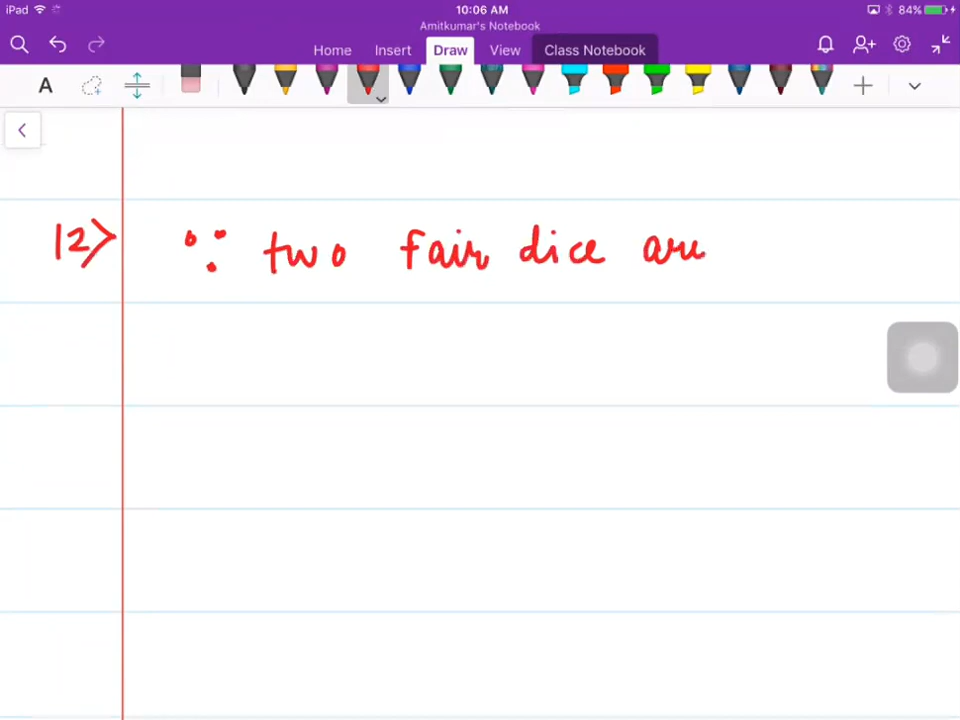 iPad 10:06 AM 84%
Amitkumar's Notebook
Home Insert Draw View Class Notebook
A
12> ∵ two fair dice are